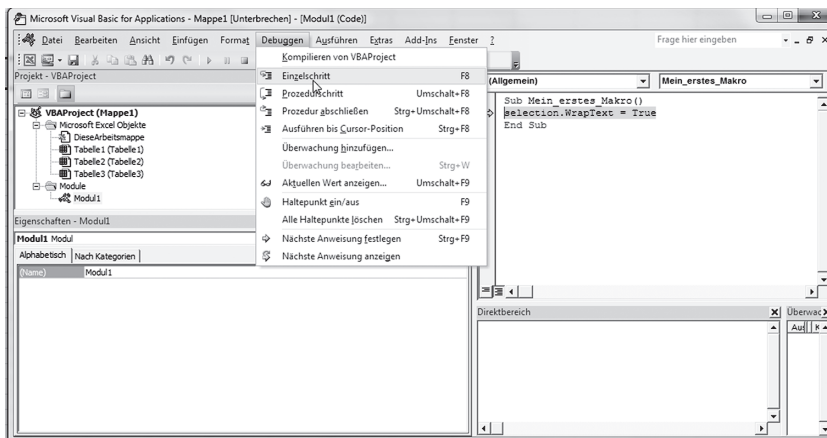 Microsoft Visual Basic for Applications - Mappe1 [Unterbrechen] - [Modul1 (Code)]
Datei Bearbeiten Ansicht Einfügen Format Debuggen Ausführen Extras Add-Ins Fenster ?
Frage hier eingeben
Projekt - VBAProject
VBAProject (Mappe1)
Microsoft Excel Objekte
DieseArbeitsmappe
Tabelle1 (Tabelle1)
Tabelle2 (Tabelle2)
Tabelle3 (Tabelle3)
Module
Modul1
Eigenschaften - Modul1
Modul1 Modul
Alphabetisch Nach Kategorien
(Name) Modul1
Kompilieren von VBAProject
Einzelschritt F8
Prozedurschritt Umschalt+F8
Prozedur abschließen Strg+Umschalt+F8
Ausführen bis Cursor-Position Strg+F8
Überwachung hinzufügen...
Überwachung bearbeiten... Strg+W
Aktuellen Wert anzeigen... Umschalt+F9
Haltepunkt ein/aus F9
Alle Haltepunkte löschen Strg+Umschalt+F9
Nächste Anweisung festlegen Strg+F9
Nächste Anweisung anzeigen
(Allgemein) Mein_erstes_Makro
Sub Mein_erstes_Makro()
selection.WrapText = True
End Sub
Direktbereich
Überwac
Aus K